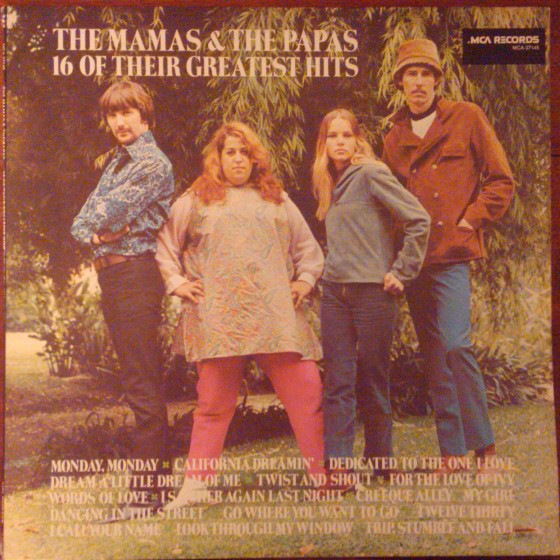 THE MAMAS & THE PAPAS
16 OF THEIR GREATEST HITS
MCA RECORDS
MCA-37145
MONDAY, MONDAY * CALIFORNIA DREAMIN' * DEDICATED TO THE ONE I LOVE
DREAM A LITTLE DREAM OF ME * TWIST AND SHOUT * FOR THE LOVE OF IVY
WORDS OF LOVE * I SAW HER AGAIN LAST NIGHT * CREEQUE ALLEY MY GIRL
DANCING IN THE STREET GO WHERE YOU WANT TO GO TWELVE THIRTY
I CALL YOUR NAME LOOK THROUGH MY WINDOW TRIP, STUMBLE AND FALL